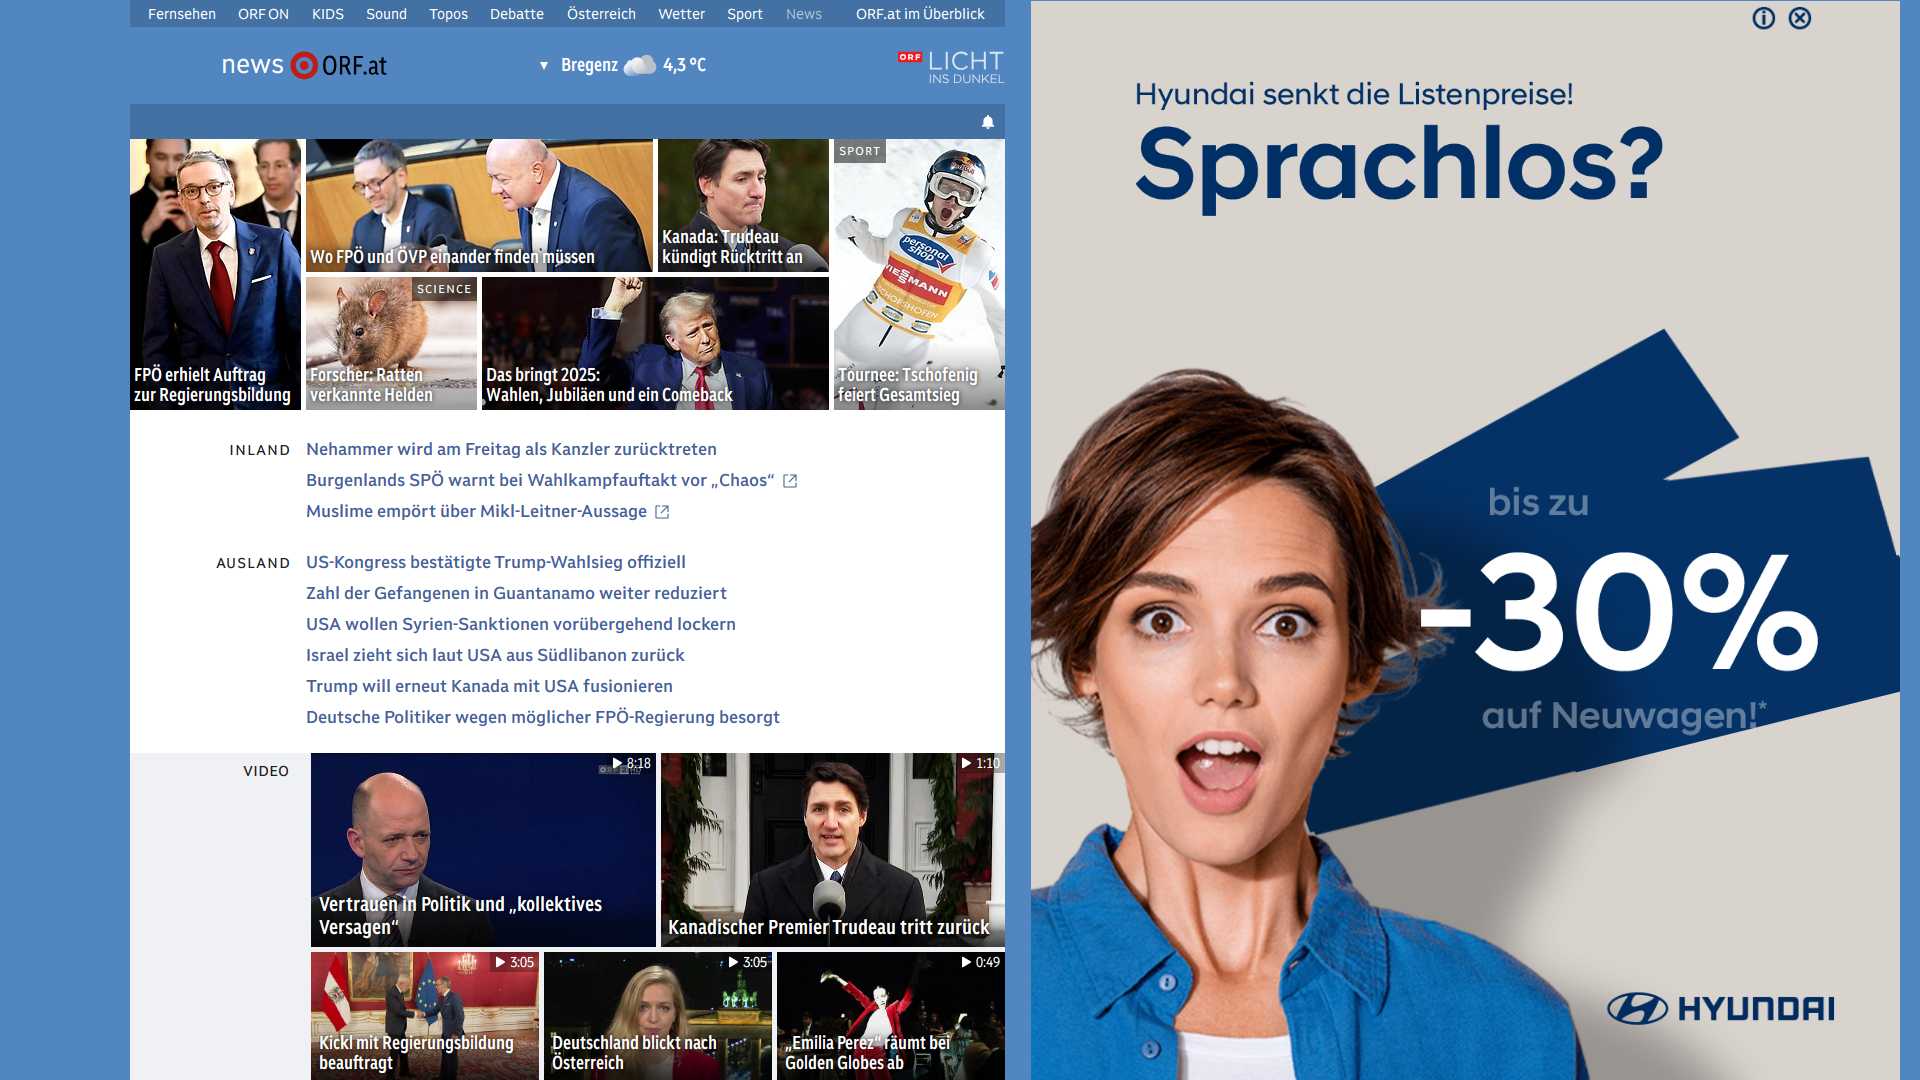 Fernsehen ORF ON KIDS Sound Topos Debatte Österreich Wetter Sport News ORF.at im Überblick
news ORF.at
Bregenz 4,3 °C
ORF LICHT
INS DUNKEL
FPÖ erhielt Auftrag
zur Regierungsbildung
Wo FPÖ und ÖVP einander finden müssen
Kanada: Trudeau
kündigt Rücktritt an
SPORT
personal
shop
VIESSMANN
BISCHOFSHOFEN
Tournee: Tschofenig
feiert Gesamtsieg
SCIENCE
Forscher: Ratten
verkannte Helden
Das bringt 2025:
Wahlen, Jubiläen und ein Comeback
INLAND
Nehammer wird am Freitag als Kanzler zurücktreten
Burgenlands SPÖ warnt bei Wahlkampfauftakt vor „Chaos“
Muslime empört über Mikl-Leitner-Aussage
AUSLAND
US-Kongress bestätigte Trump-Wahlsieg offiziell
Zahl der Gefangenen in Guantanamo weiter reduziert
USA wollen Syrien-Sanktionen vorübergehend lockern
Israel zieht sich laut USA aus Südlibanon zurück
Trump will erneut Kanada mit USA fusionieren
Deutsche Politiker wegen möglicher FPÖ-Regierung besorgt
VIDEO
8:18
Vertrauen in Politik und „kollektives
Versagen“
1:10
Kanadischer Premier Trudeau tritt zurück
3:05
Kickl mit Regierungsbildung
beauftragt
3:05
Deutschland blickt nach
Österreich
0:49
„Emilia Perez“ räumt bei
Golden Globes ab
Hyundai senkt die Listenpreise!
Sprachlos?
bis zu
-30%
auf Neuwagen!*
HYUNDAI